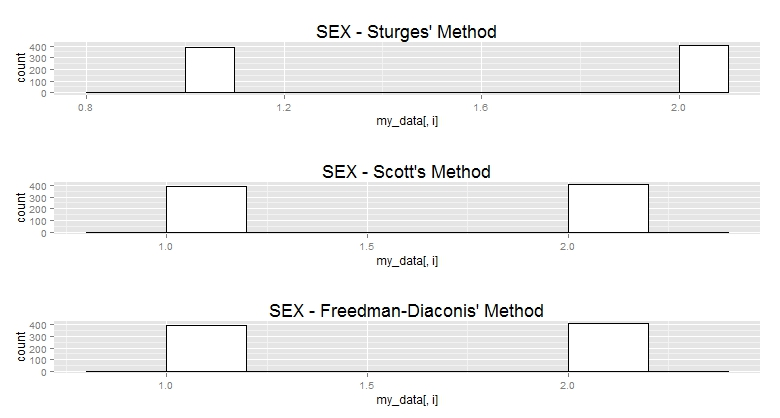 SEX - Sturges' Method
400
300
200
100
0
count
0.8 1.2 1.6 2.0
my_data[, i]
SEX - Scott's Method
400
300
200
100
0
count
1.0 1.5 2.0
my_data[, i]
SEX - Freedman-Diaconis' Method
400
300
200
100
0
count
1.0 1.5 2.0
my_data[, i]